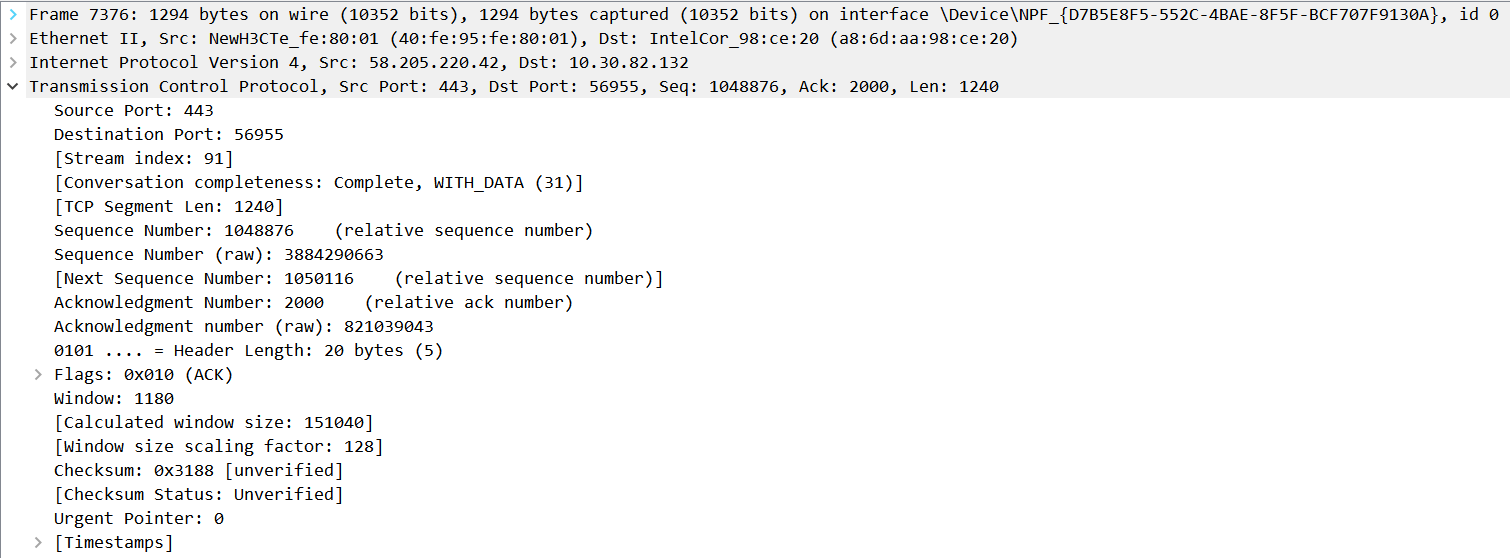 Frame 7376: 1294 bytes on wire (10352 bits), 1294 bytes captured (10352 bits) on interface \Device\NPF_{D7B5E8F5-552C-4BAE-8F5F-BCF707F9130A}, id 0
Ethernet II, Src: NewH3CTe_fe:80:01 (40:fe:95:fe:80:01), Dst: IntelCor_98:ce:20 (a8:6d:aa:98:ce:20)
Internet Protocol Version 4, Src: 58.205.220.42, Dst: 10.30.82.132
Transmission Control Protocol, Src Port: 443, Dst Port: 56955, Seq: 1048876, Ack: 2000, Len: 1240
Source Port: 443
Destination Port: 56955
[Stream index: 91]
[Conversation completeness: Complete, WITH_DATA (31)]
[TCP Segment Len: 1240]
Sequence Number: 1048876    (relative sequence number)
Sequence Number (raw): 3884290663
[Next Sequence Number: 1050116    (relative sequence number)]
Acknowledgment Number: 2000    (relative ack number)
Acknowledgment number (raw): 821039043
0101 .... = Header Length: 20 bytes (5)
Flags: 0x010 (ACK)
Window: 1180
[Calculated window size: 151040]
[Window size scaling factor: 128]
Checksum: 0x3188 [unverified]
[Checksum Status: Unverified]
Urgent Pointer: 0
[Timestamps]